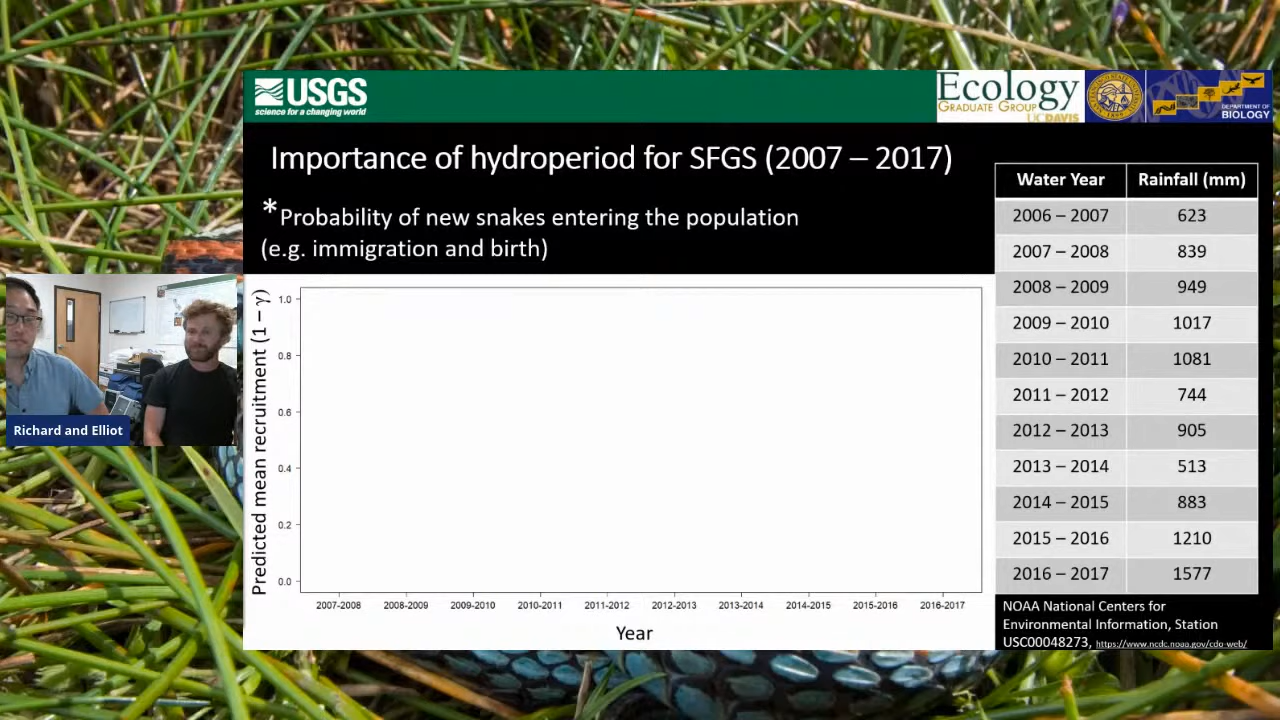 USGS
science for a changing world
Ecology
GRADUATE GROUP
UC DAVIS
DEPARTMENT OF
BIOLOGY
Importance of hydroperiod for SFGS (2007 – 2017)
*Probability of new snakes entering the population
(e.g. immigration and birth)
Predicted mean recruitment (1 – γ)
1.0
0.8
0.6
0.4
0.2
0.0
2007-2008 2008-2009 2009-2010 2010-2011 2011-2012 2012-2013 2013-2014 2014-2015 2015-2016 2016-2017
Year
Water Year Rainfall (mm)
2006 – 2007 623
2007 – 2008 839
2008 – 2009 949
2009 – 2010 1017
2010 – 2011 1081
2011 – 2012 744
2012 – 2013 905
2013 – 2014 513
2014 – 2015 883
2015 – 2016 1210
2016 – 2017 1577
NOAA National Centers for
Environmental Information, Station
USC00048273, https://www.ncdc.noaa.gov/cdo-web/
Richard and Elliot